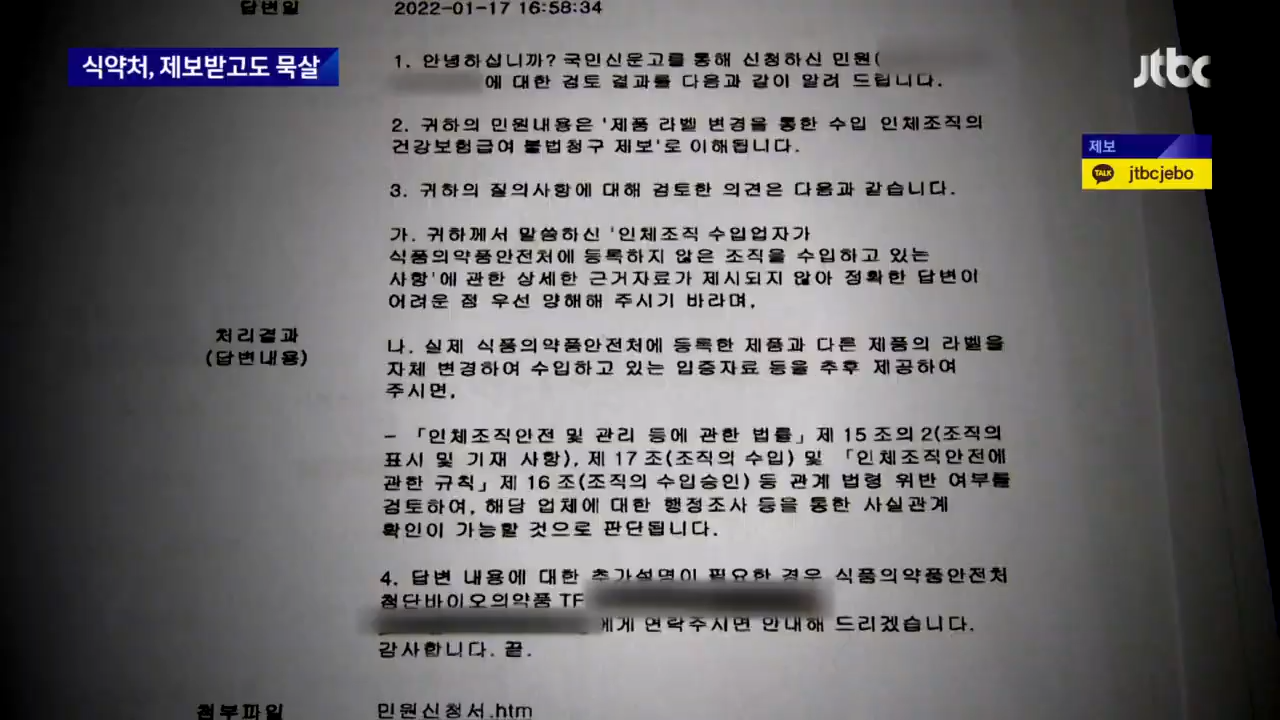 답변일 2022-01-17 16:58:34
식약처, 제보받고도 묵살
jtbc
제보
TALK jtbcjebo
1. 안녕하십니까? 국민신문고를 통해 신청하신 민원(
에 대한 검토 결과를 다음과 같이 알려 드립니다.
2. 귀하의 민원내용은 '제품 라벨 변경을 통한 수입 인체조직의
건강보험급여 불법청구 제보'로 이해됩니다.
3. 귀하의 질의사항에 대해 검토한 의견은 다음과 같습니다.
가. 귀하께서 말씀하신 '인체조직 수입업자가
식품의약품안전처에 등록하지 않은 조직을 수입하고 있는
사항'에 관한 상세한 근거자료가 제시되지 않아 정확한 답변이
어려운 점 우선 양해해 주시기 바라며,
처리결과
(답변내용)
나. 실제 식품의약품안전처에 등록한 제품과 다른 제품의 라벨을
자체 변경하여 수입하고 있는 입증자료 등을 추후 제공하여
주시면,
- 「인체조직안전 및 관리 등에 관한 법률」제 15 조의 2(조직의
표시 및 기재 사항), 제 17 조(조직의 수입) 및 「인체조직안전에
관한 규칙」제 16 조(조직의 수입승인) 등 관계 법령 위반 여부를
검토하여, 해당 업체에 대한 행정조사 등을 통한 사실관계
확인이 가능할 것으로 판단됩니다.
4. 답변 내용에 대한 추가설명이 필요한 경우 식품의약품안전처
첨단바이오의약품 TF
에게 연락주시면 안내해 드리겠습니다.
감사합니다. 끝.
첨부파일 민원신청서.htm